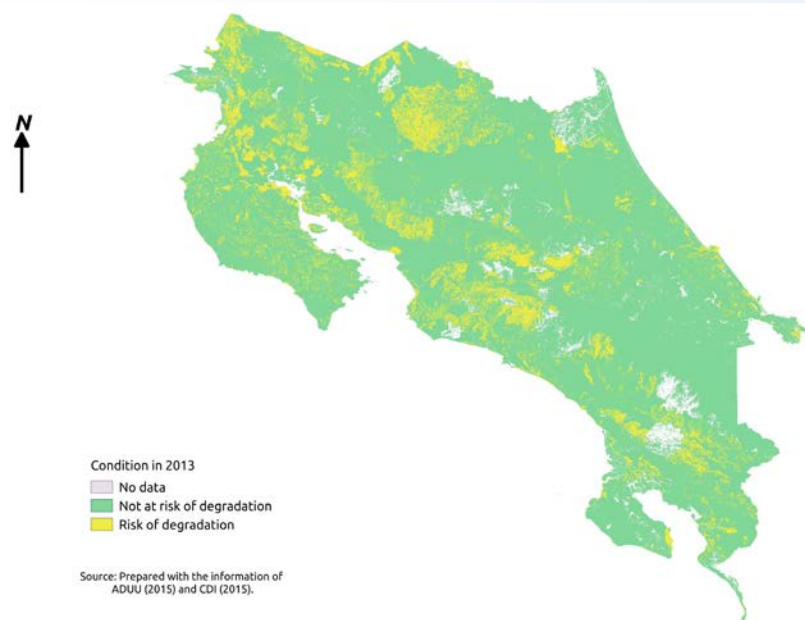 N
Condition in 2013
No data
Not at risk of degradation
Risk of degradation
Source: Prepared with the information of
ADUU (2015) and CDI (2015).